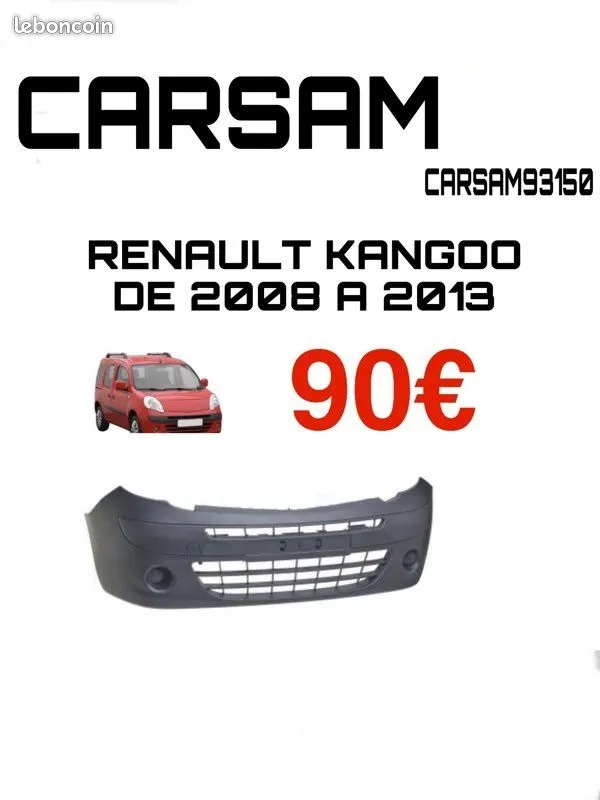 leboncoin
CARSAM
CARSAM93150
RENAULT KANGOO
DE 2008 A 2013
90€